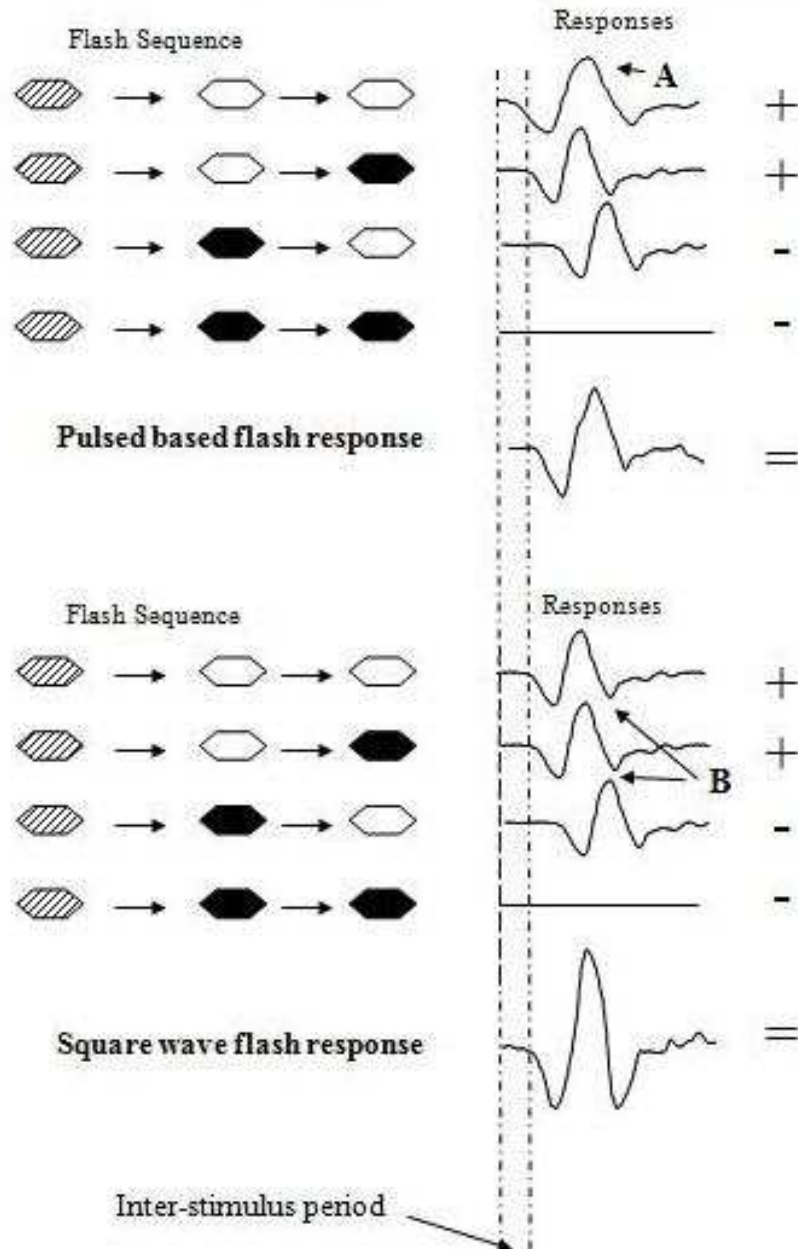 Flash Sequence
Responses
A
+
+
-
-
Pulsed based flash response
=
Flash Sequence
Responses
+
+
B
-
-
Square wave flash response
=
Inter-stimulus period